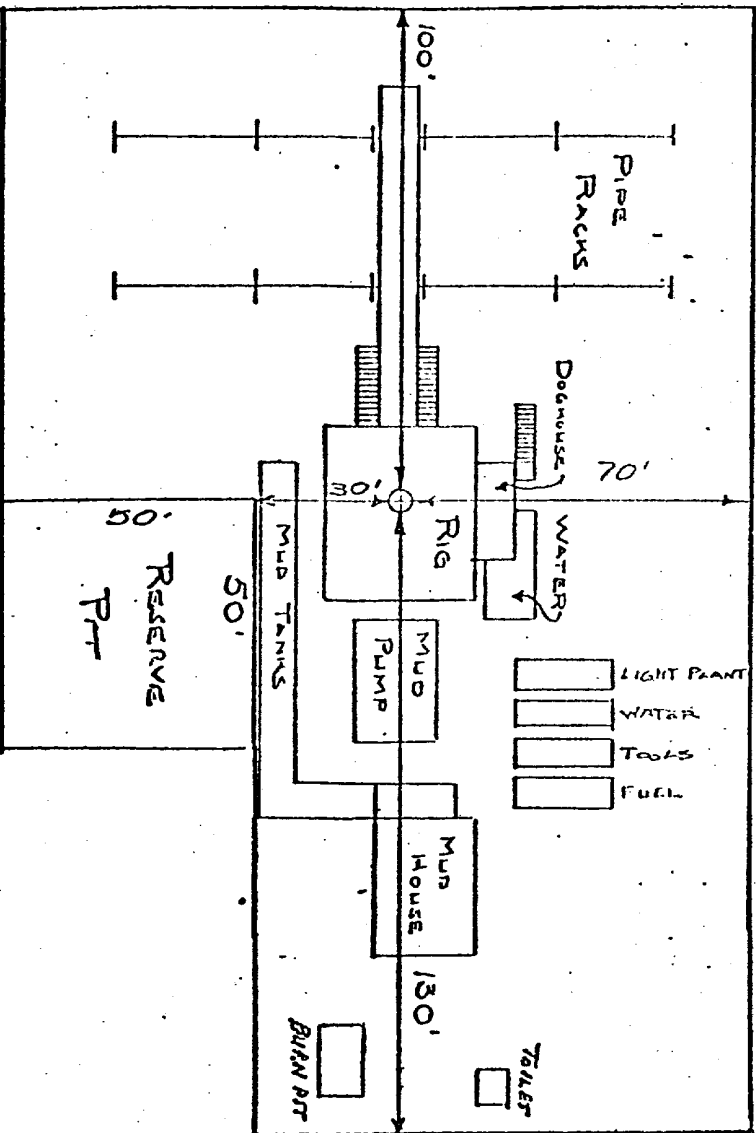 100'
PIPE
RACKS
DOGHOUSE
70'
WATER
30'
RIG
50'
RESERVE
PIT
50'
MUD TANKS
MUD
PUMP
LIGHT PLANT
WATER
TOOLS
FUEL
MUD
HOUSE
130'
BURN PIT
TOILET